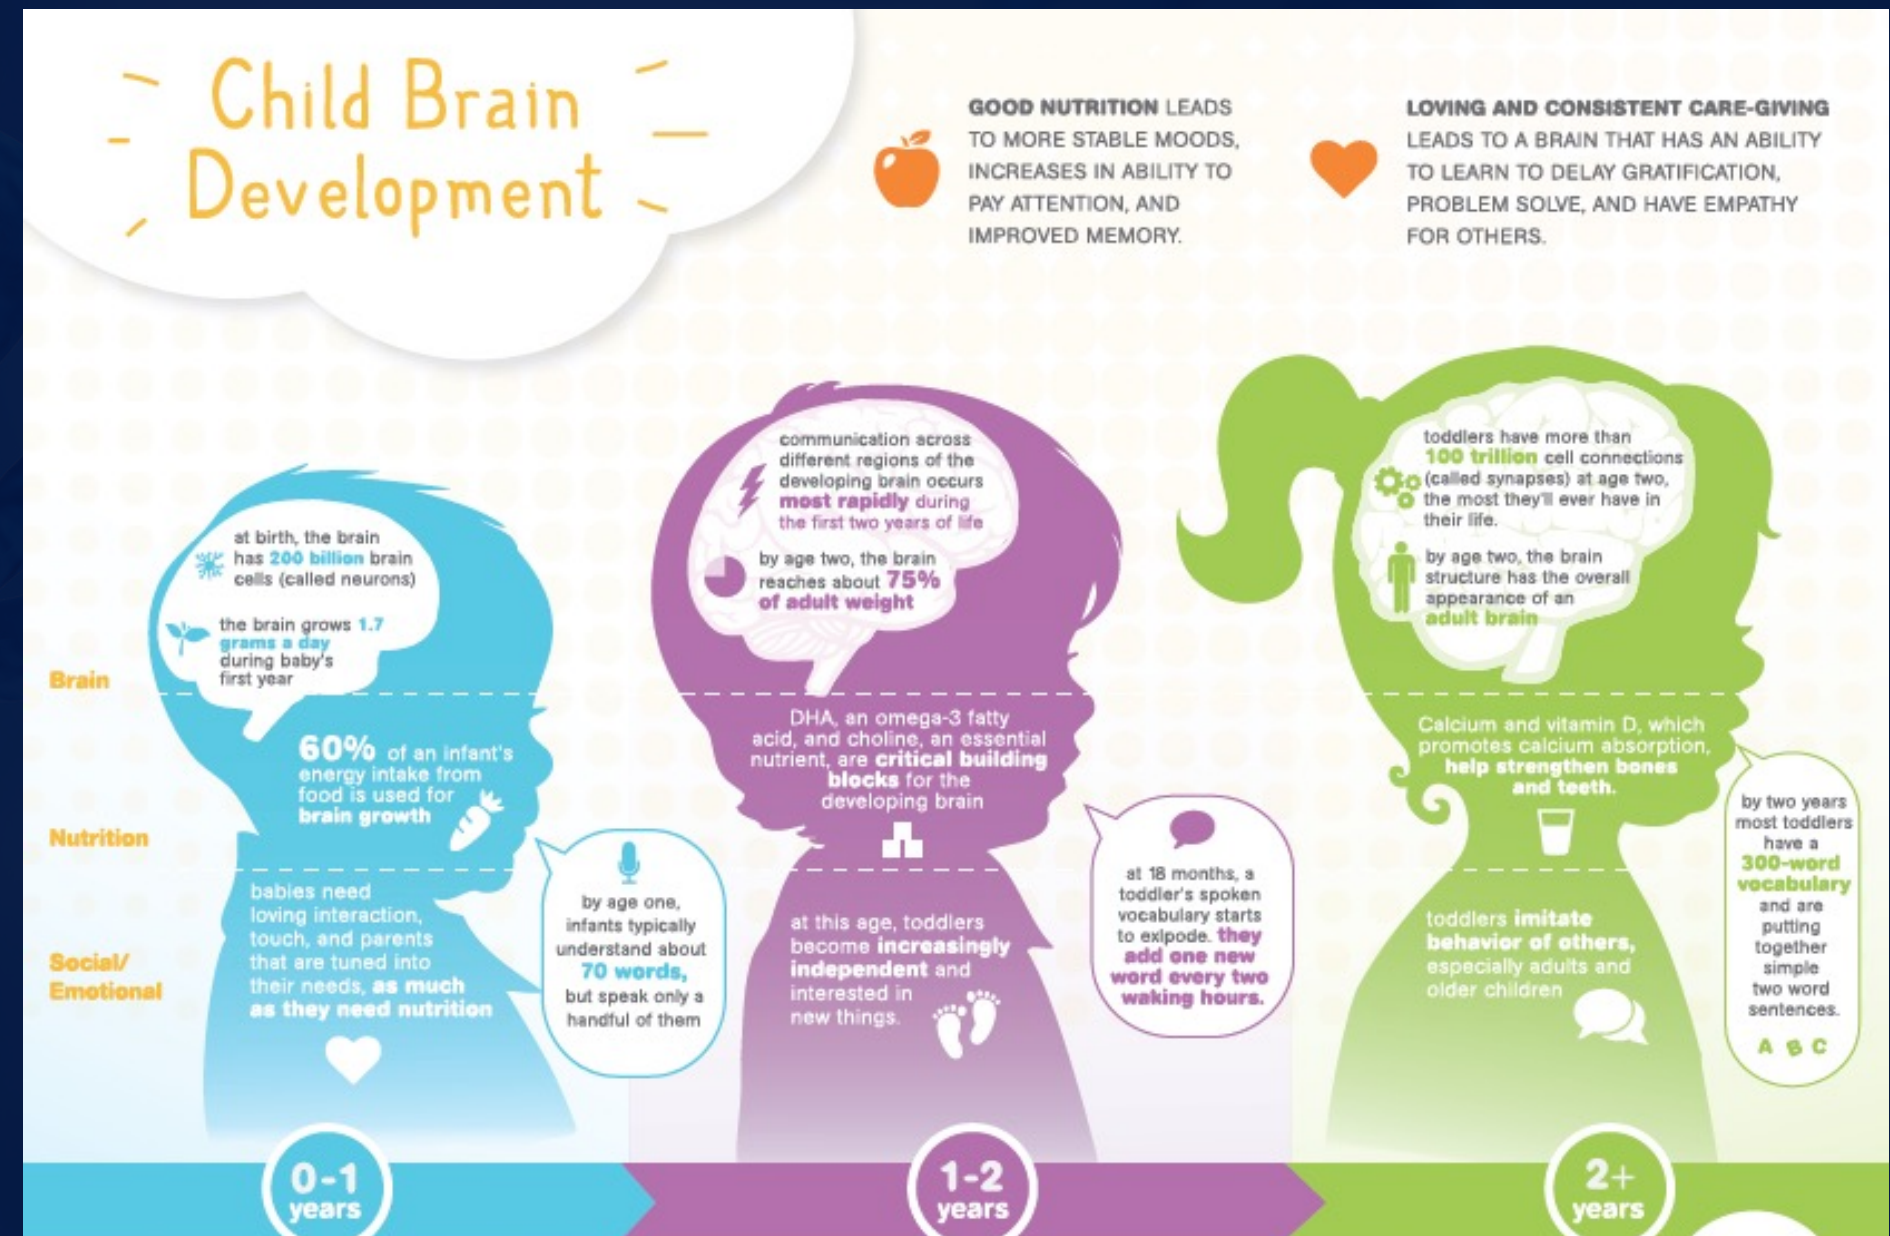 Child Brain
Development
GOOD NUTRITION LEADS
TO MORE STABLE MOODS,
INCREASES IN ABILITY TO
PAY ATTENTION, AND
IMPROVED MEMORY.
LOVING AND CONSISTENT CARE-GIVING
LEADS TO A BRAIN THAT HAS AN ABILITY
TO LEARN TO DELAY GRATIFICATION,
PROBLEM SOLVE, AND HAVE EMPATHY
FOR OTHERS.
Brain
at birth, the brain
has 200 billion brain
cells (called neurons)
the brain grows 1.7
grams a day
during baby's
first year
communication across
different regions of the
developing brain occurs
most rapidly during
the first two years of life
by age two, the brain
reaches about 75%
of adult weight
toddlers have more than
100 trillion cell connections
(called synapses) at age two,
the most they'll ever have in
their life.
by age two, the brain
structure has the overall
appearance of an
adult brain
Nutrition
60% of an infant's
energy intake from
food is used for
brain growth
DHA, an omega-3 fatty
acid, and choline, an essential
nutrient, are critical building
blocks for the
developing brain
Calcium and vitamin D, which
promotes calcium absorption,
help strengthen bones
and teeth.
Social/
Emotional
babies need
loving interaction,
touch, and parents
that are tuned into
their needs, as much
as they need nutrition
by age one,
infants typically
understand about
70 words,
but speak only a
handful of them
at this age, toddlers
become increasingly
independent and
interested in
new things.
at 18 months, a
toddler's spoken
vocabulary starts
to exlpode. they
add one new
word every two
waking hours.
toddlers imitate
behavior of others,
especially adults and
older children
by two years
most toddlers
have a
300-word
vocabulary
and are
putting
together
simple
two word
sentences.
A B C
0-1
years
1-2
years
2+
years